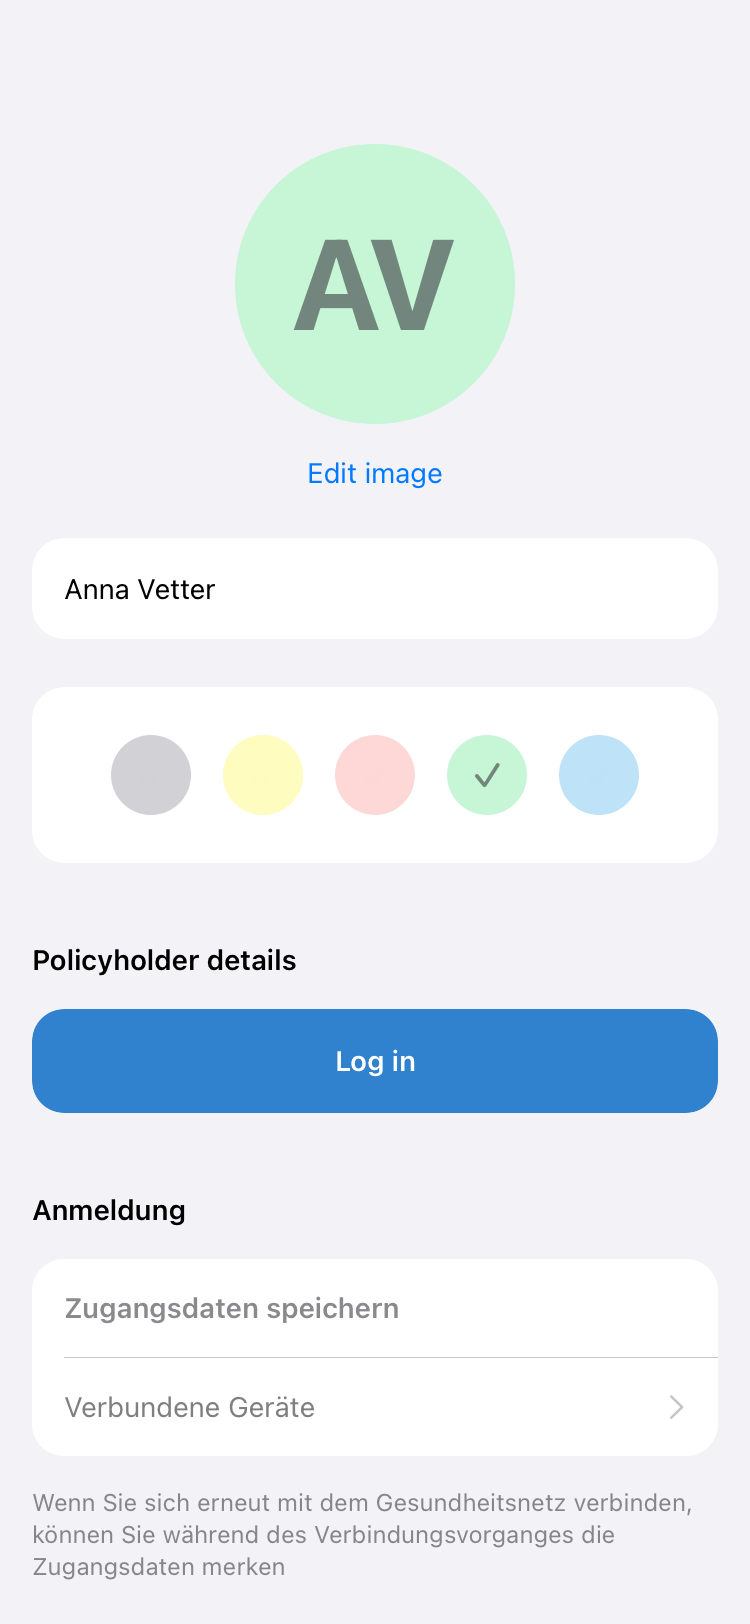 AV
Edit image
Anna Vetter
Policyholder details
Log in
Anmeldung
Zugangsdaten speichern
Verbundene Geräte
Wenn Sie sich erneut mit dem Gesundheitsnetz verbinden,
können Sie während des Verbindungsvorganges die
Zugangsdaten merken